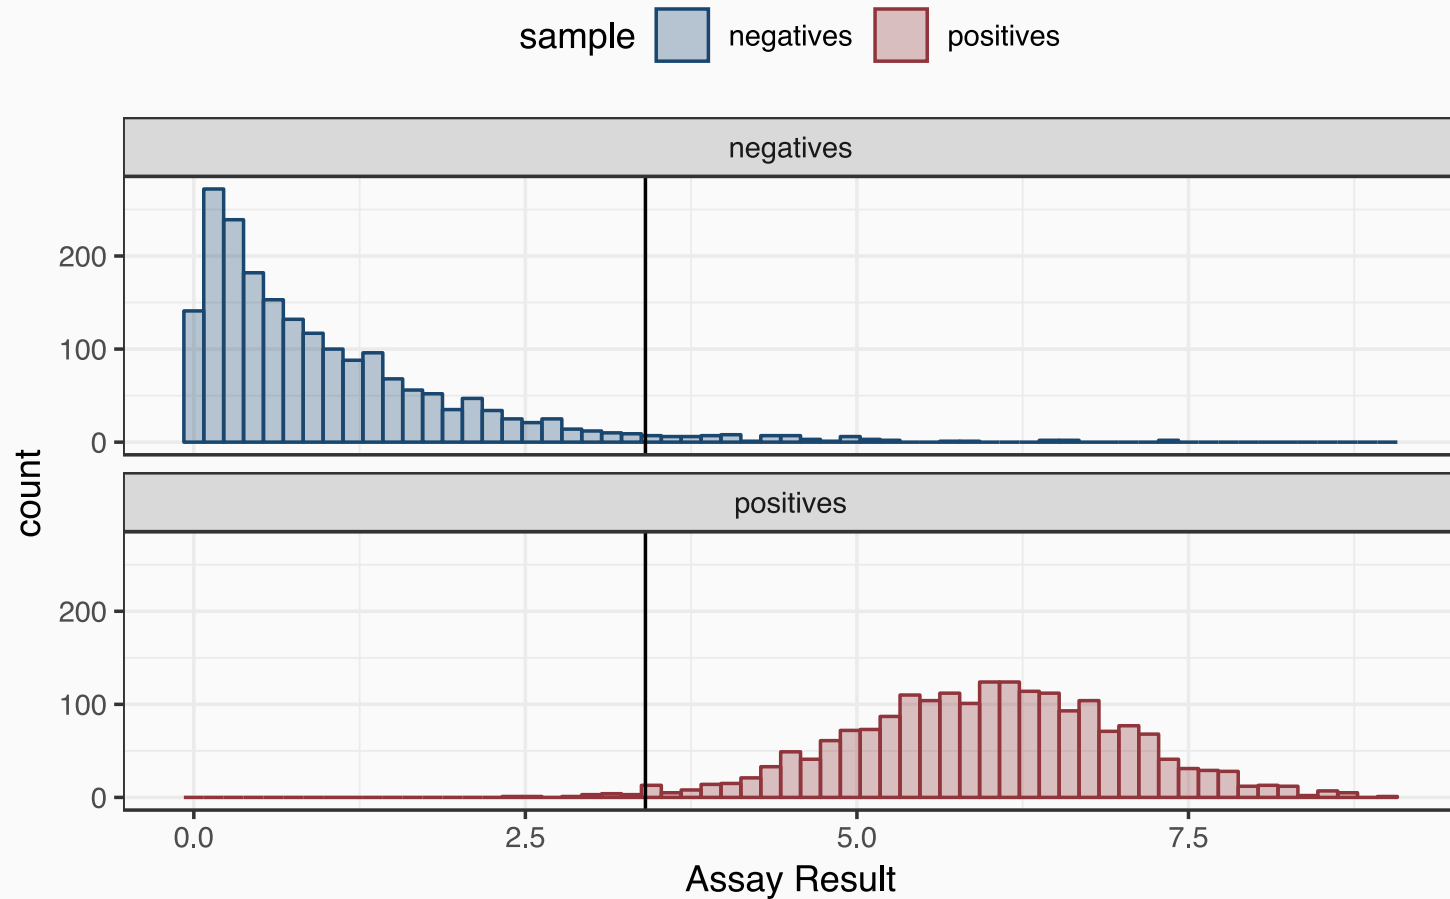 sample negatives positives
negatives
200
100
0
positives
200
100
0
count
0.0 2.5 5.0 7.5
Assay Result